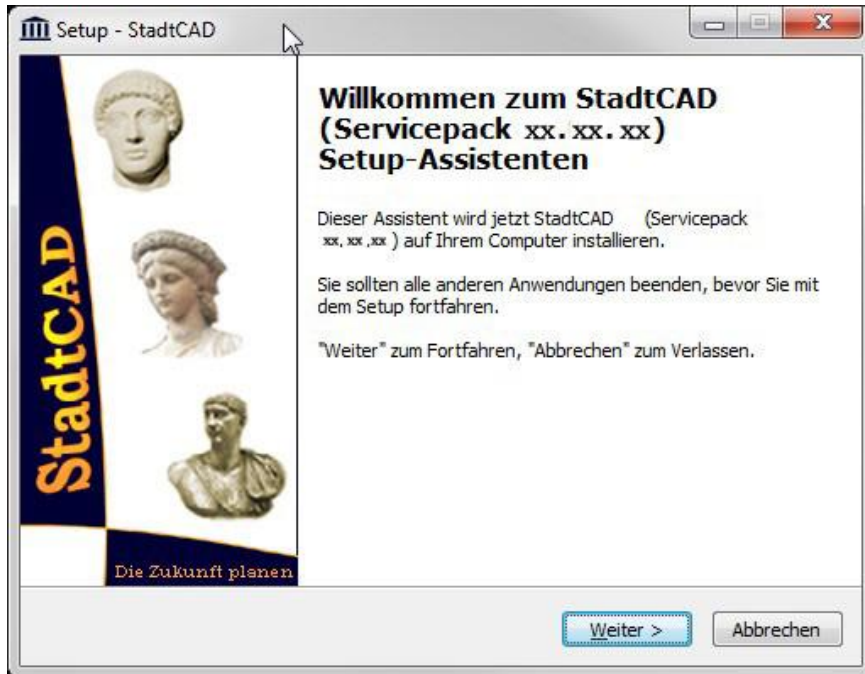 Setup - StadtCAD
StadtCAD
Die Zukunft planen
Willkommen zum StadtCAD
(Servicepack xx.xx.xx)
Setup-Assistenten
Dieser Assistent wird jetzt StadtCAD (Servicepack
xx.xx.xx ) auf Ihrem Computer installieren.
Sie sollten alle anderen Anwendungen beenden, bevor Sie mit
dem Setup fortfahren.
"Weiter" zum Fortfahren, "Abbrechen" zum Verlassen.
Weiter >
Abbrechen